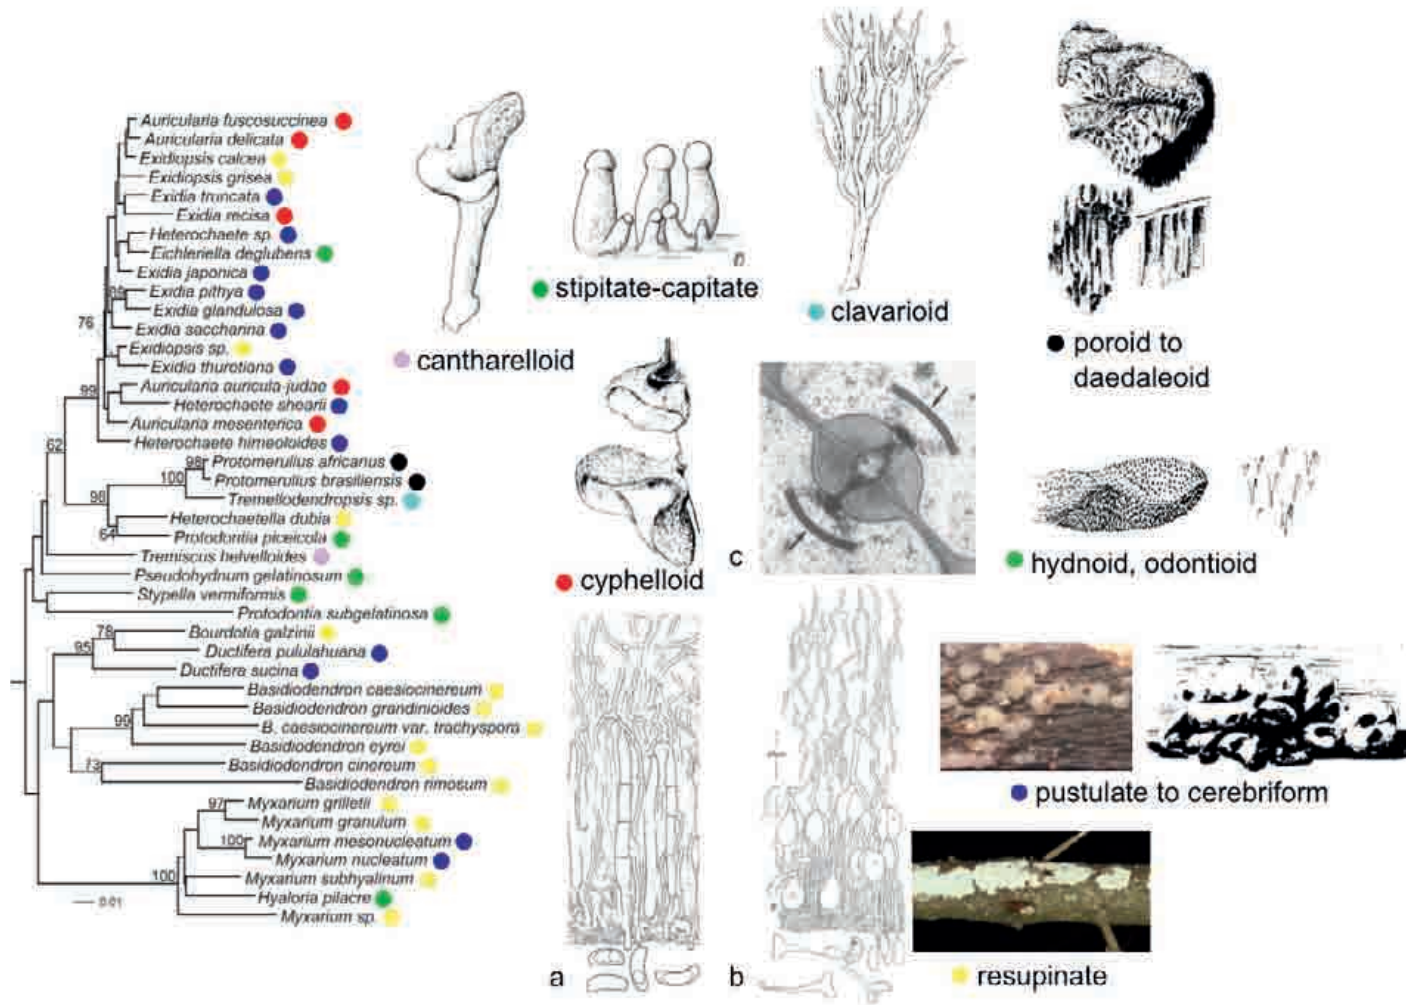 Auricularia fuscosuccinea
Auricularia delicata
Exidiopsis calcea
Exidiopsis grisea
Exidia truncata
Exidia recisa
Heterochaete sp.
Eichleriella deglubens
Exidia japonica
Exidia pithya
89
Exidia glandulosa
76
Exidia saccharina
Exidiopsis sp.
Exidia thuretiana
Auricularia auricula-judae
99
Heterochaete shearii
Auricularia mesenterica
Heterochaete himeoloides
62
98
Protomerulius africanus
100
Protomerulius brasiliensis
98
Tremellodendropsis sp.
Heterochaetella dubia
64
Protodontia piceicola
Tremiscus helvelloides
Pseudohydnum gelatinosum
Stypella vermiformis
Protodontia subgelatinosa
78
Bourdotia galzinii
95
Ductifera pululahuana
Ductifera sucina
Basidiodendron caesiocinereum
Basidiodendron grandinioides
99
B. caesiocinereum var. trachyspora
Basidiodendron eyrei
73
Basidiodendron cinereum
Basidiodendron rimosum
97
Myxarium grilletii
Myxarium granulum
100
Myxarium mesonucleatum
Myxarium nucleatum
100
Myxarium subhyalinum
Hyaloria pilacre
Myxarium sp.
0.01
cantharelloid
stipitate-capitate
clavarioid
poroid to
daedaleoid
cyphelloid
c
hydnoid, odontioid
pustulate to cerebriform
resupinate
a
b